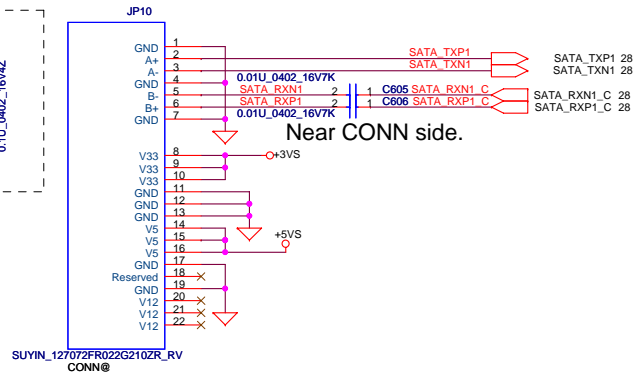 JP10
0.1U_0402_16V4Z
GND 1
A+ 2 SATA_TXP1 SATA_TXP1 28
A- 3 SATA_TXN1 SATA_TXN1 28
GND 4 0.01U_0402_16V7K
B- 5 SATA_RXN1 2 1 C605 SATA_RXN1_C SATA_RXN1_C 28
B+ 6 SATA_RXP1 2 1 C606 SATA_RXP1_C SATA_RXP1_C 28
GND 7 0.01U_0402_16V7K
Near CONN side.
V33 8 +3VS
V33 9
V33 10
GND 11
GND 12
GND 13
V5 14
V5 15 +5VS
V5 16
GND 17
Reserved 18
GND 19
V12 20
V12 21
V12 22
SUYIN_127072FR022G210ZR_RV
CONN@